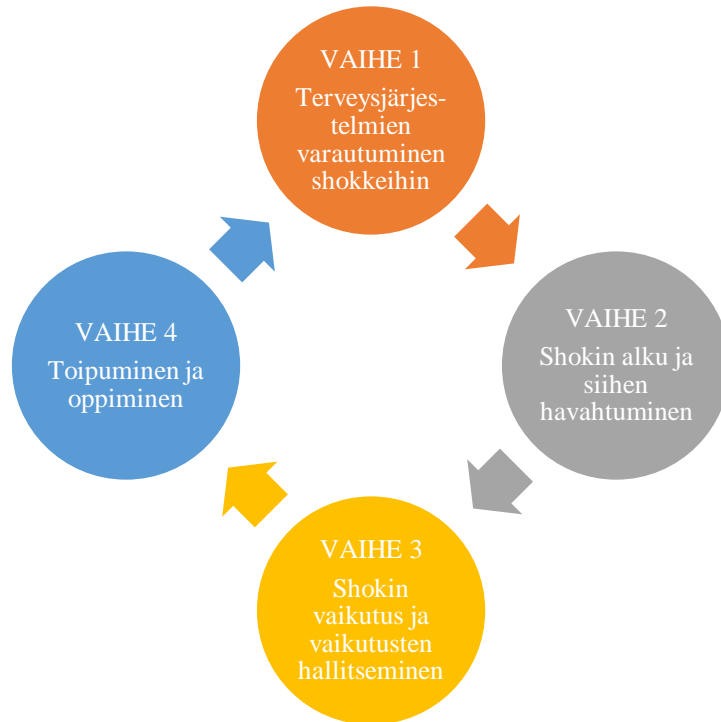 VAIHE 1
Terveysjärjes-
telmien
varautuminen
shokkeihin
VAIHE 2
Shokin alku ja
siihen
havahtuminen
VAIHE 3
Shokin
vaikutus ja
vaikutusten
hallitseminen
VAIHE 4
Toipuminen ja
oppiminen